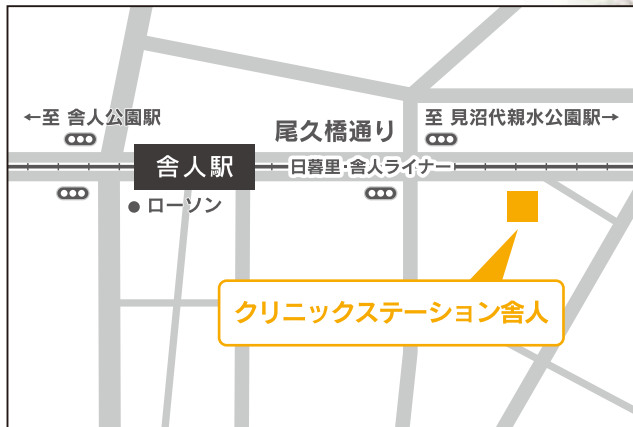 ←至 舎人公園駅
尾久橋通り
至 見沼代親水公園駅→
舎人駅
日暮里・舎人ライナー
● ローソン
クリニックステーション舎人